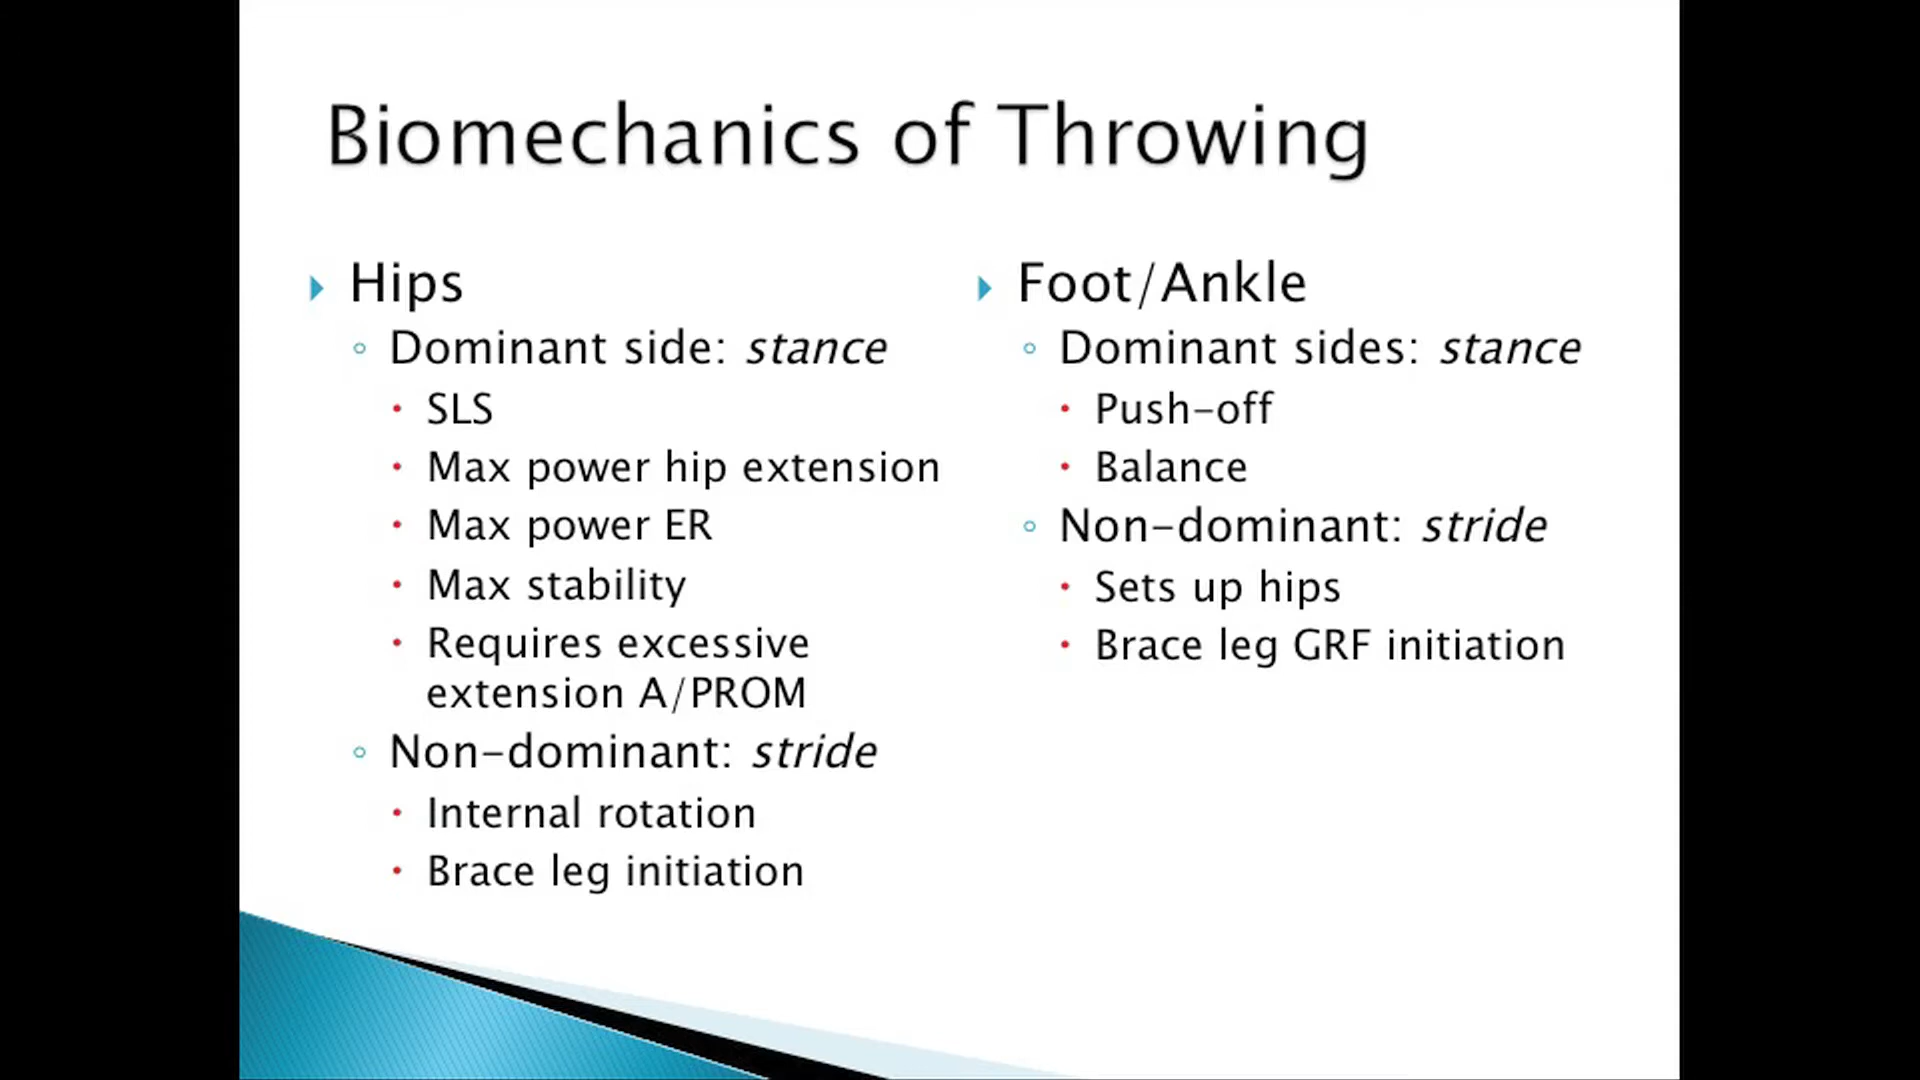 Biomechanics of Throwing
Hips
Dominant side: stance
SLS
Max power hip extension
Max power ER
Max stability
Requires excessive
extension A/PROM
Non-dominant: stride
Internal rotation
Brace leg initiation
Foot/Ankle
Dominant sides: stance
Push-off
Balance
Non-dominant: stride
Sets up hips
Brace leg GRF initiation